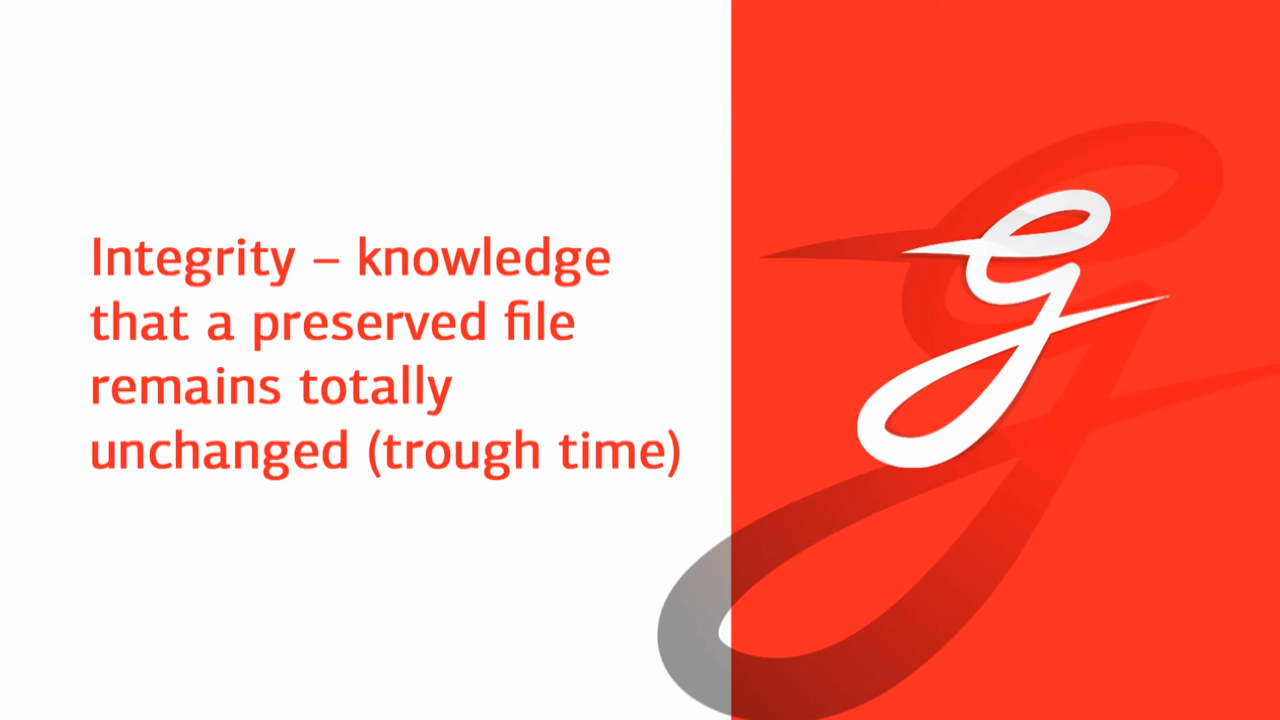 Integrity – knowledge
that a preserved file
remains totally
unchanged (trough time)